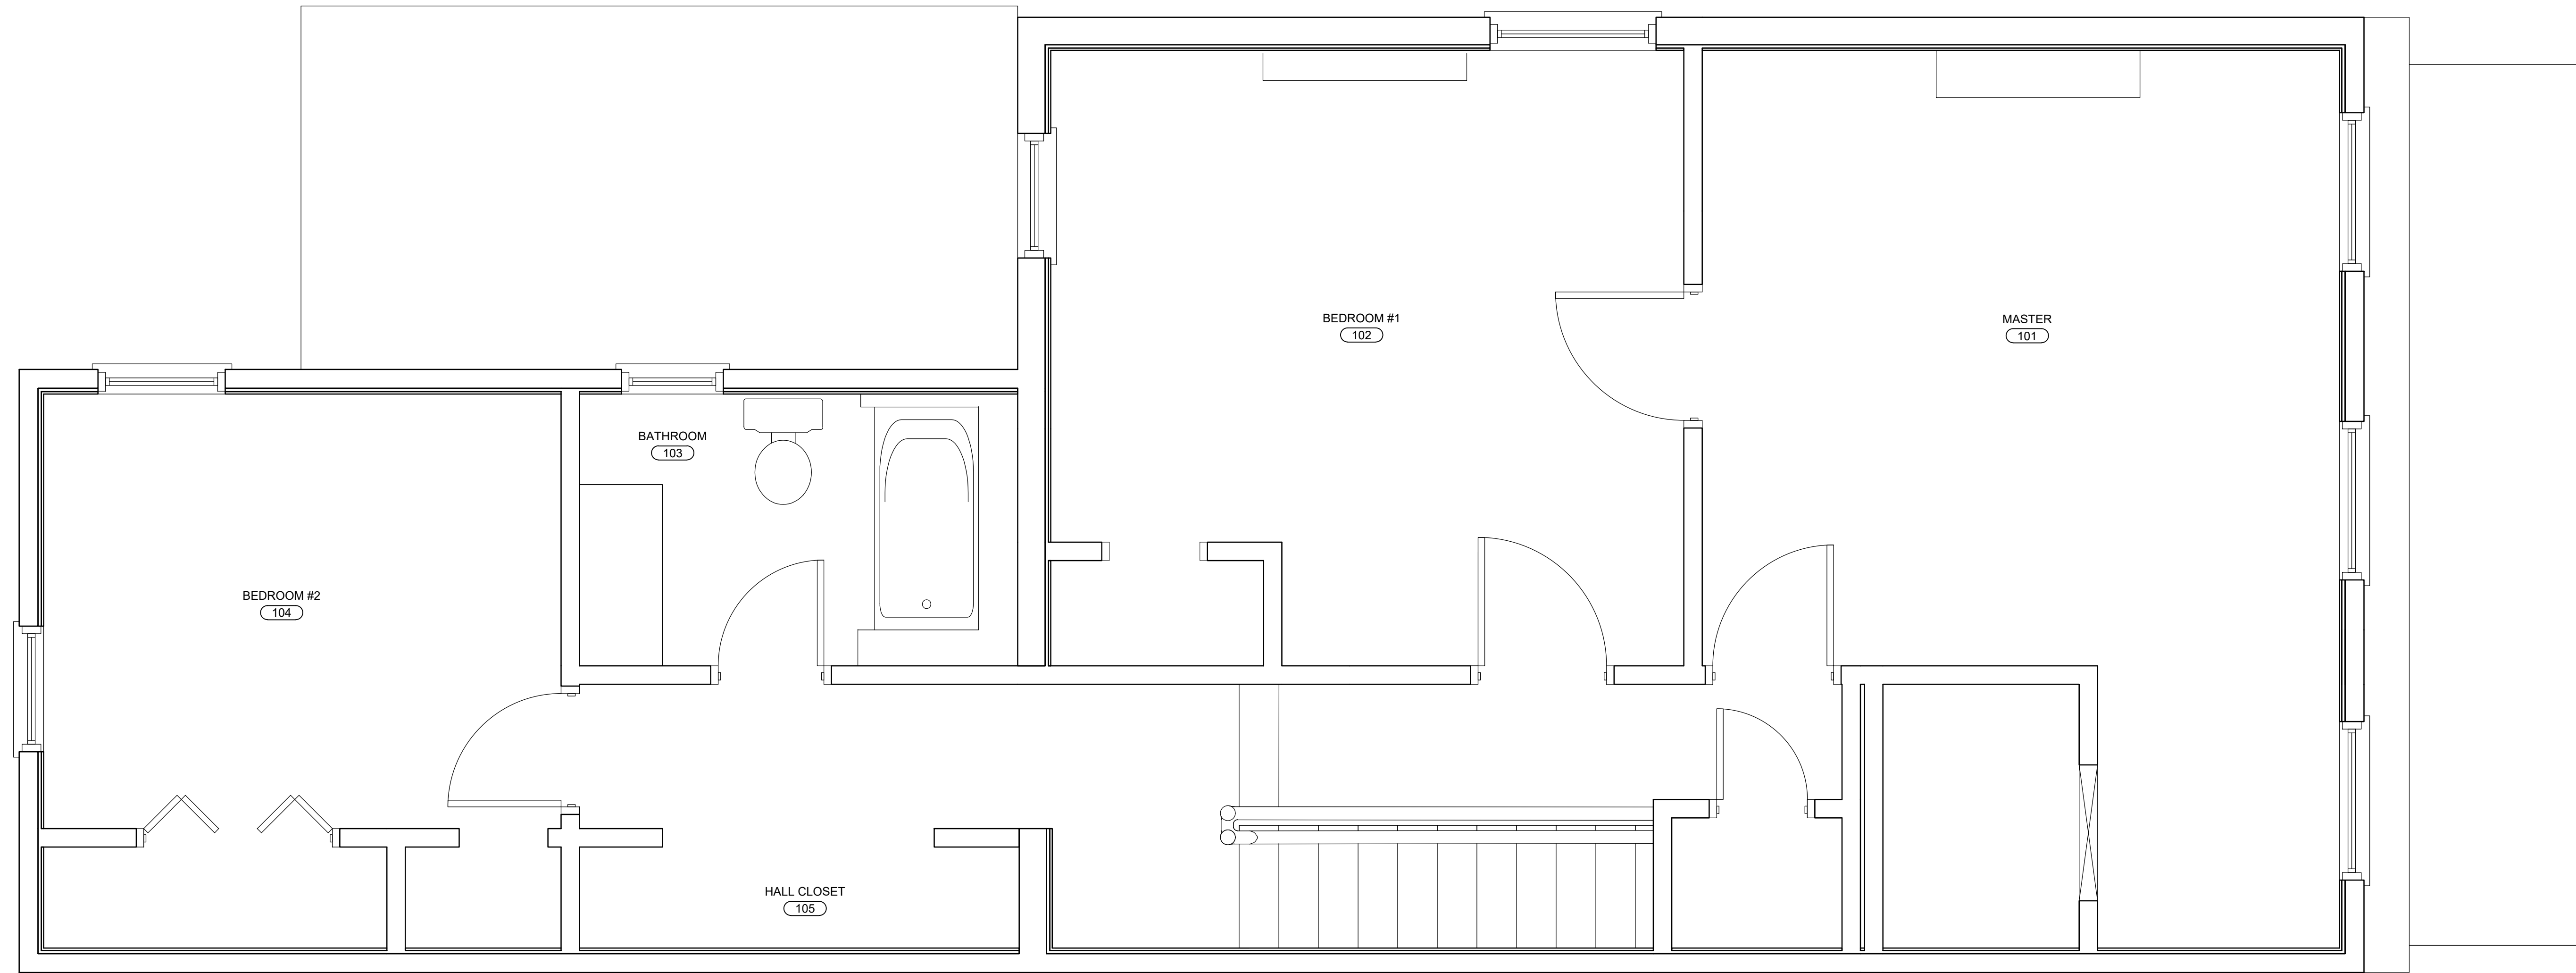 BEDROOM #1
102
MASTER
101
BATHROOM
103
BEDROOM #2
104
HALL CLOSET
105